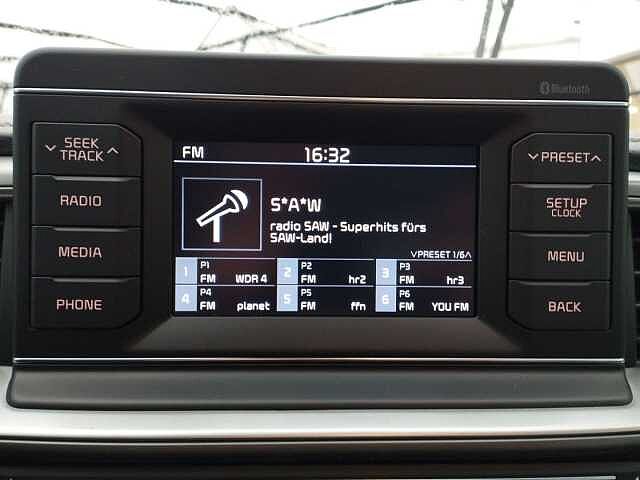 Bluetooth
SEEK
TRACK
RADIO
MEDIA
PHONE
FM
16:32
S*A*W
radio SAW - Superhits fürs
SAW-Land!
PRESET 1/6
1 P1 FM WDR 4
2 P2 FM hr2
3 P3 FM hr3
4 P4 FM planet
5 P5 FM ffn
6 P6 FM YOU FM
PRESET
SETUP
CLOCK
MENU
BACK